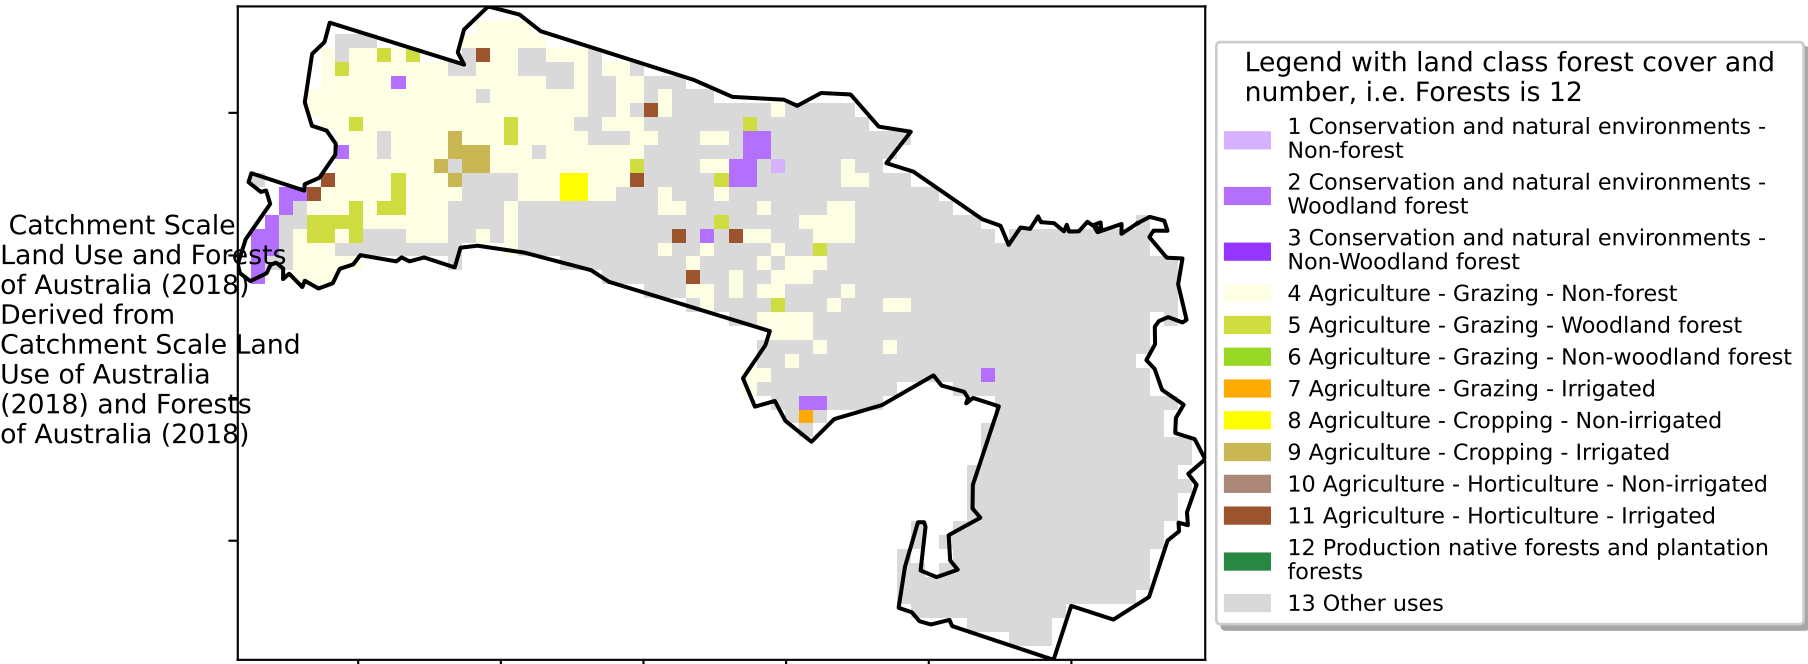 Catchment Scale
Land Use and Forests
of Australia (2018)
Derived from
Catchment Scale Land
Use of Australia
(2018) and Forests
of Australia (2018)
Legend with land class forest cover and
number, i.e. Forests is 12
1 Conservation and natural environments -
Non-forest
2 Conservation and natural environments -
Woodland forest
3 Conservation and natural environments -
Non-Woodland forest
4 Agriculture - Grazing - Non-forest
5 Agriculture - Grazing - Woodland forest
6 Agriculture - Grazing - Non-woodland forest
7 Agriculture - Grazing - Irrigated
8 Agriculture - Cropping - Non-irrigated
9 Agriculture - Cropping - Irrigated
10 Agriculture - Horticulture - Non-irrigated
11 Agriculture - Horticulture - Irrigated
12 Production native forests and plantation
forests
13 Other uses